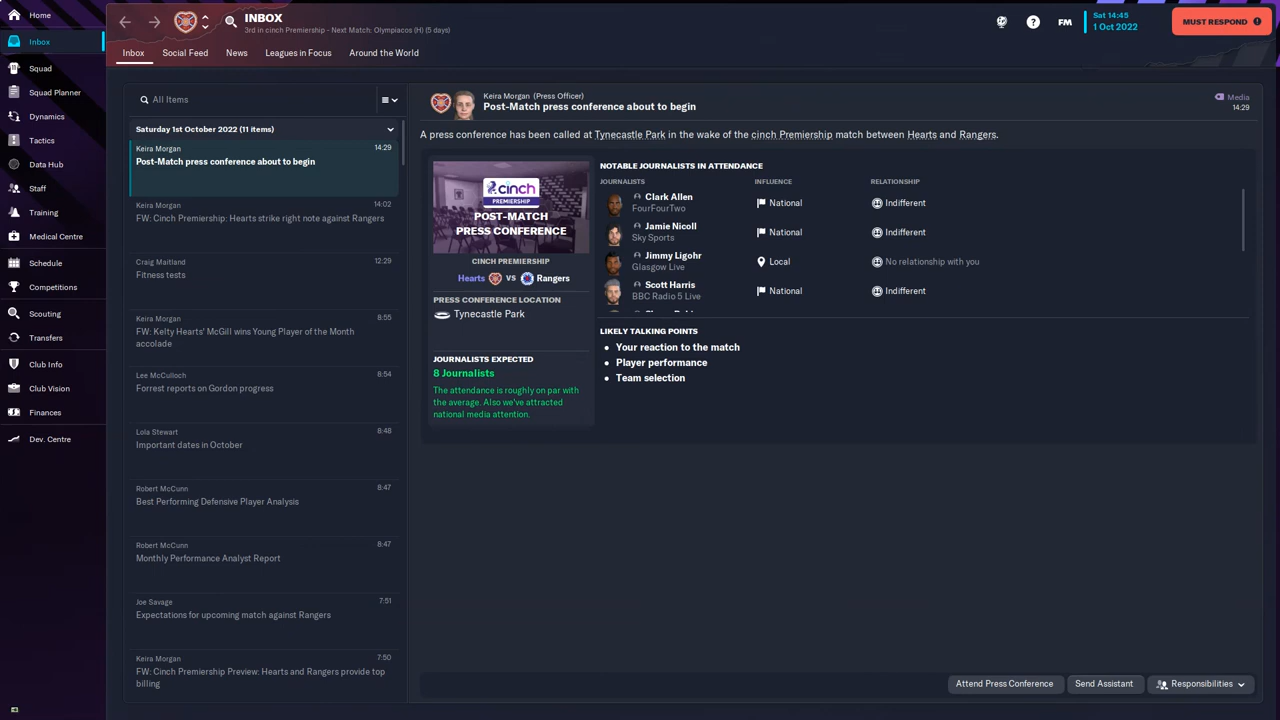 Home
Inbox
Squad
Squad Planner
Dynamics
Tactics
Data Hub
Staff
Training
Medical Centre
Schedule
Competitions
Scouting
Transfers
Club Info
Club Vision
Finances
Dev. Centre
INBOX
3rd in cinch Premiership - Next Match: Olympiacos (H) (5 days)
FM
Sat 14:45
1 Oct 2022
MUST RESPOND
Inbox
Social Feed
News
Leagues in Focus
Around the World
All Items
Saturday 1st October 2022 (11 items)
Keira Morgan 14:29
Post-Match press conference about to begin
Keira Morgan 14:02
FW: Cinch Premiership: Hearts strike right note against Rangers
Craig Maitland 12:29
Fitness tests
Keira Morgan 8:55
FW: Kelty Hearts' McGill wins Young Player of the Month
accolade
Lee McCulloch 8:54
Forrest reports on Gordon progress
Lola Stewart 8:48
Important dates in October
Robert McCunn 8:47
Best Performing Defensive Player Analysis
Robert McCunn 8:47
Monthly Performance Analyst Report
Joe Savage 7:51
Expectations for upcoming match against Rangers
Keira Morgan 7:50
FW: Cinch Premiership Preview: Hearts and Rangers provide top
billing
Keira Morgan (Press Officer)
Post-Match press conference about to begin
Media
14:29
A press conference has been called at Tynecastle Park in the wake of the cinch Premiership match between Hearts and Rangers.
cinch
PREMIERSHIP
POST-MATCH
PRESS CONFERENCE
CINCH PREMIERSHIP
Hearts VS Rangers
PRESS CONFERENCE LOCATION
Tynecastle Park
JOURNALISTS EXPECTED
8 Journalists
The attendance is roughly on par with
the average. Also we've attracted
national media attention.
NOTABLE JOURNALISTS IN ATTENDANCE
JOURNALISTS INFLUENCE RELATIONSHIP
Clark Allen
FourFourTwo
National
Indifferent
Jamie Nicoll
Sky Sports
National
Indifferent
Jimmy Ligohr
Glasgow Live
Local
No relationship with you
Scott Harris
BBC Radio 5 Live
National
Indifferent
LIKELY TALKING POINTS
• Your reaction to the match
• Player performance
• Team selection
Attend Press Conference
Send Assistant
Responsibilities